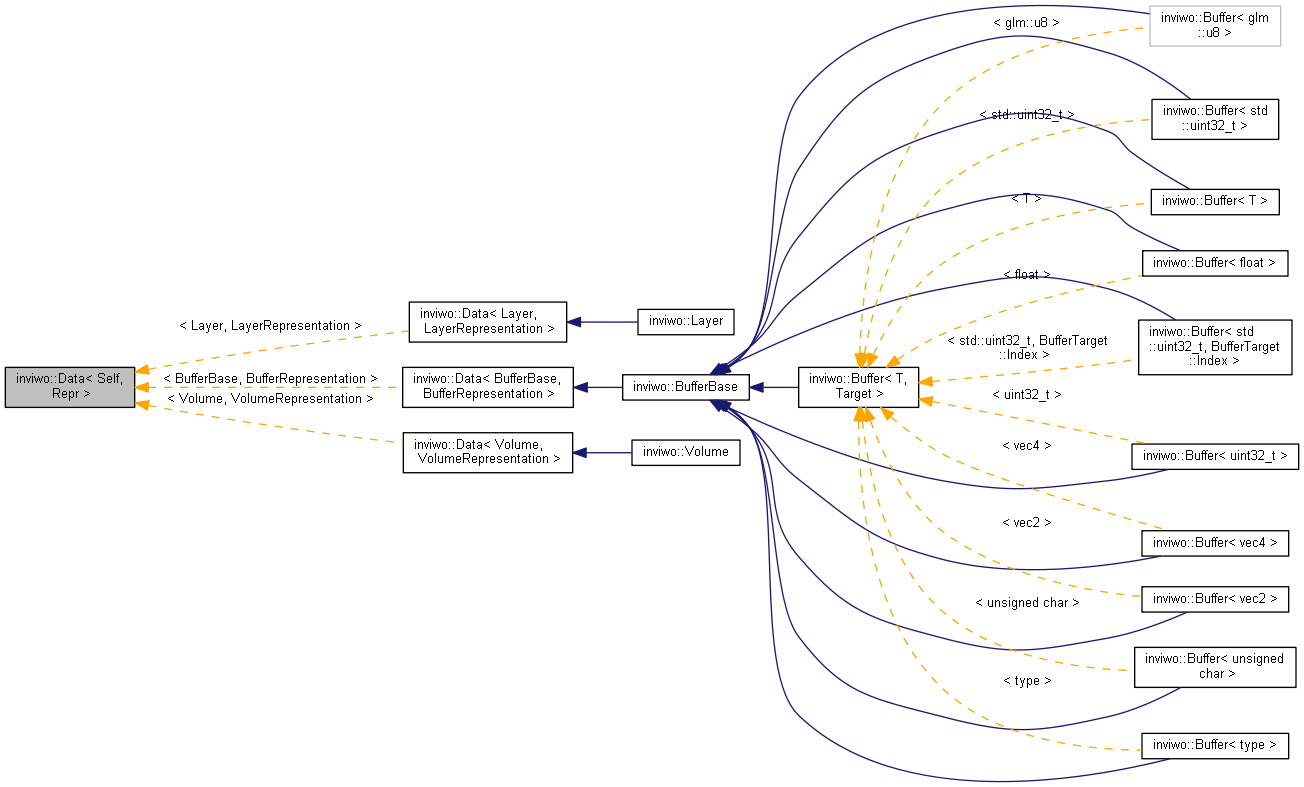 inviwo::Data< Self,
Repr >
< Layer, LayerRepresentation >
< BufferBase, BufferRepresentation >
< Volume, VolumeRepresentation >
inviwo::Data< Layer,
LayerRepresentation >
inviwo::Data< BufferBase,
BufferRepresentation >
inviwo::Data< Volume,
VolumeRepresentation >
inviwo::Layer
inviwo::BufferBase
inviwo::Volume
inviwo::Buffer< T,
Target >
< glm::u8 >
< std::uint32_t >
< T >
< float >
< std::uint32_t, BufferTarget
::Index >
< uint32_t >
< vec4 >
< vec2 >
< unsigned char >
< type >
inviwo::Buffer< glm
::u8 >
inviwo::Buffer< std
::uint32_t >
inviwo::Buffer< T >
inviwo::Buffer< float >
inviwo::Buffer< std
::uint32_t, BufferTarget
::Index >
inviwo::Buffer< uint32_t >
inviwo::Buffer< vec4 >
inviwo::Buffer< vec2 >
inviwo::Buffer< unsigned
char >
inviwo::Buffer< type >